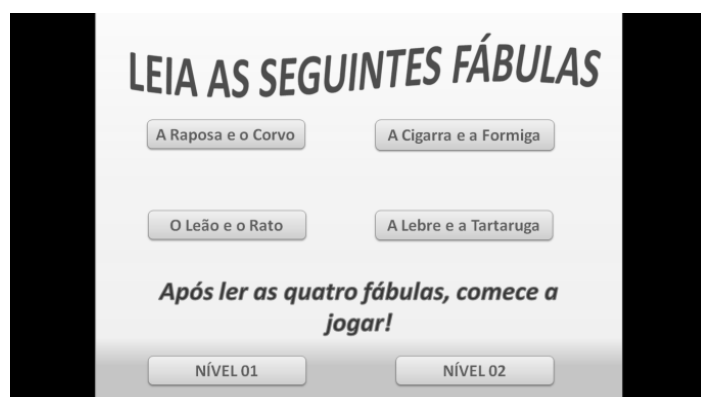 LEIA AS SEGUINTES FÁBULAS
A Raposa e o Corvo
A Cigarra e a Formiga
O Leão e o Rato
A Lebre e a Tartaruga
Após ler as quatro fábulas, comece a
jogar!
NÍVEL 01
NÍVEL 02